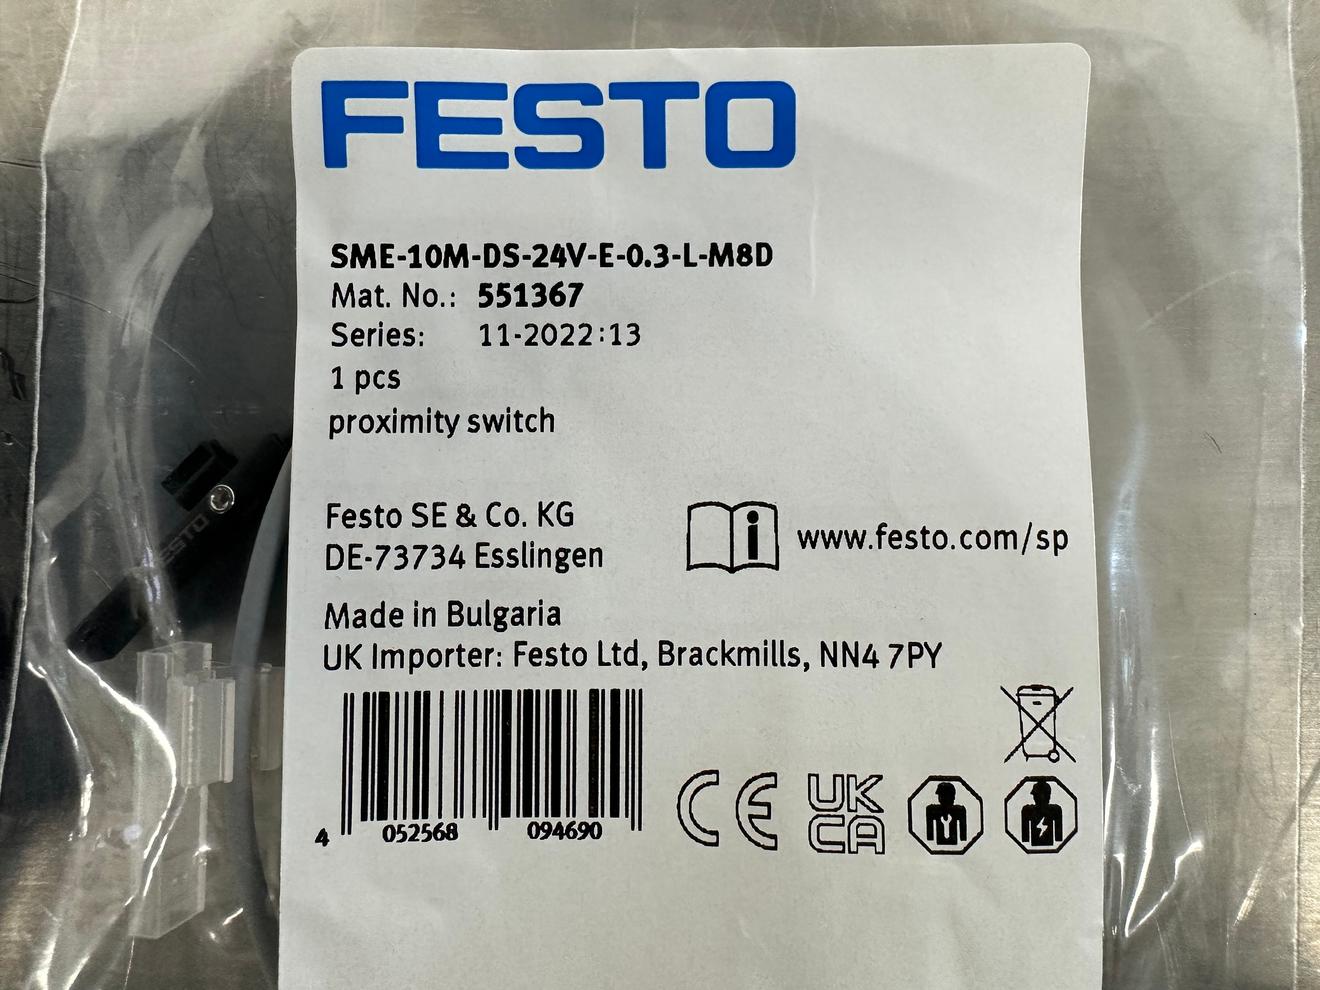 FESTO
SME-10M-DS-24V-E-0.3-L-M8D
Mat. No.: 551367
Series: 11-2022:13
1 pcs
proximity switch
Festo SE & Co. KG
DE-73734 Esslingen
www.festo.com/sp
Made in Bulgaria
UK Importer: Festo Ltd, Brackmills, NN4 7PY
4 052568 094690
CE
UK
CA
FESTO